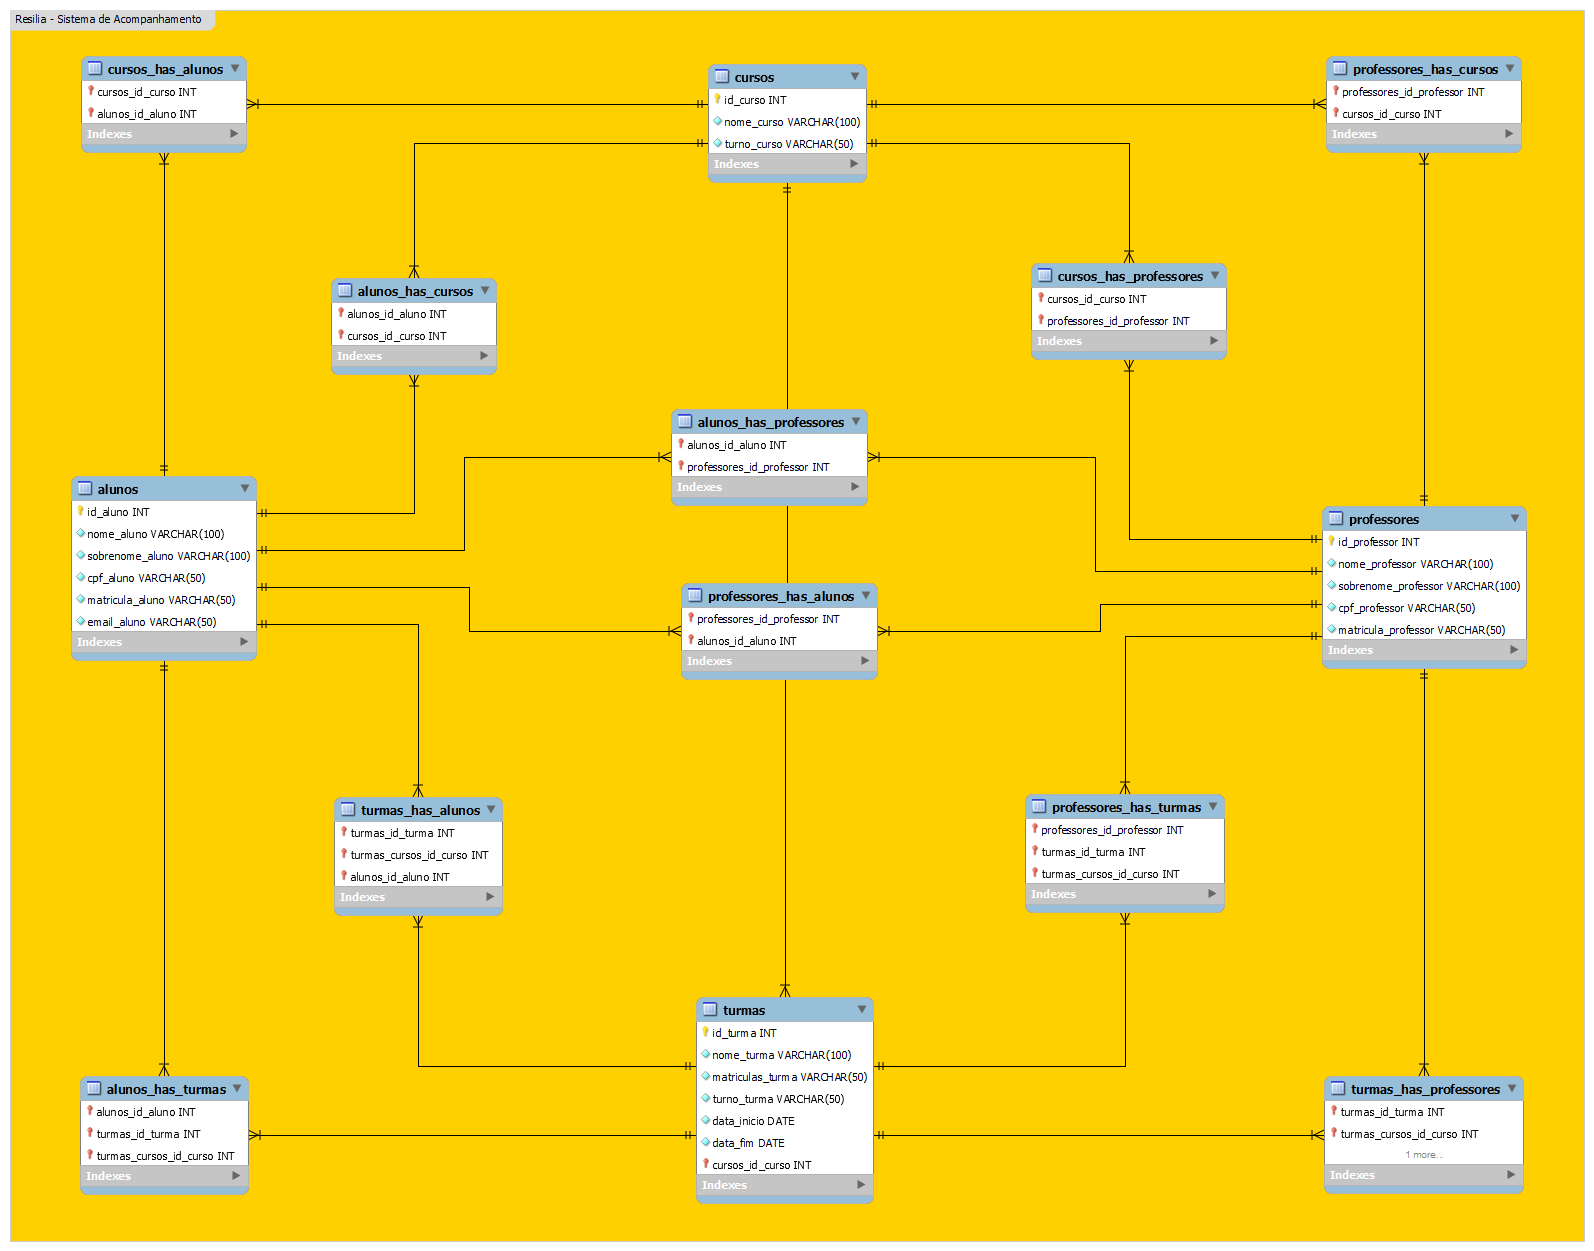 Resilia - Sistema de Acompanhamento
cursos_has_alunos
cursos_id_curso INT
alunos_id_aluno INT
Indexes
cursos
id_curso INT
nome_curso VARCHAR(100)
turno_curso VARCHAR(50)
Indexes
professores_has_cursos
professores_id_professor INT
cursos_id_curso INT
Indexes
alunos_has_cursos
alunos_id_aluno INT
cursos_id_curso INT
Indexes
cursos_has_professores
cursos_id_curso INT
professores_id_professor INT
Indexes
alunos_has_professores
alunos_id_aluno INT
professores_id_professor INT
Indexes
alunos
id_aluno INT
nome_aluno VARCHAR(100)
sobrenome_aluno VARCHAR(100)
cpf_aluno VARCHAR(50)
matricula_aluno VARCHAR(50)
email_aluno VARCHAR(50)
Indexes
professores_has_alunos
professores_id_professor INT
alunos_id_aluno INT
Indexes
professores
id_professor INT
nome_professor VARCHAR(100)
sobrenome_professor VARCHAR(100)
cpf_professor VARCHAR(50)
matricula_professor VARCHAR(50)
Indexes
turmas_has_alunos
turmas_id_turma INT
turmas_cursos_id_curso INT
alunos_id_aluno INT
Indexes
professores_has_turmas
professores_id_professor INT
turmas_id_turma INT
turmas_cursos_id_curso INT
Indexes
alunos_has_turmas
alunos_id_aluno INT
turmas_id_turma INT
turmas_cursos_id_curso INT
Indexes
turmas
id_turma INT
nome_turma VARCHAR(100)
matriculas_turma VARCHAR(50)
turno_turma VARCHAR(50)
data_inicio DATE
data_fim DATE
cursos_id_curso INT
Indexes
turmas_has_professores
turmas_id_turma INT
turmas_cursos_id_curso INT
1 more...
Indexes